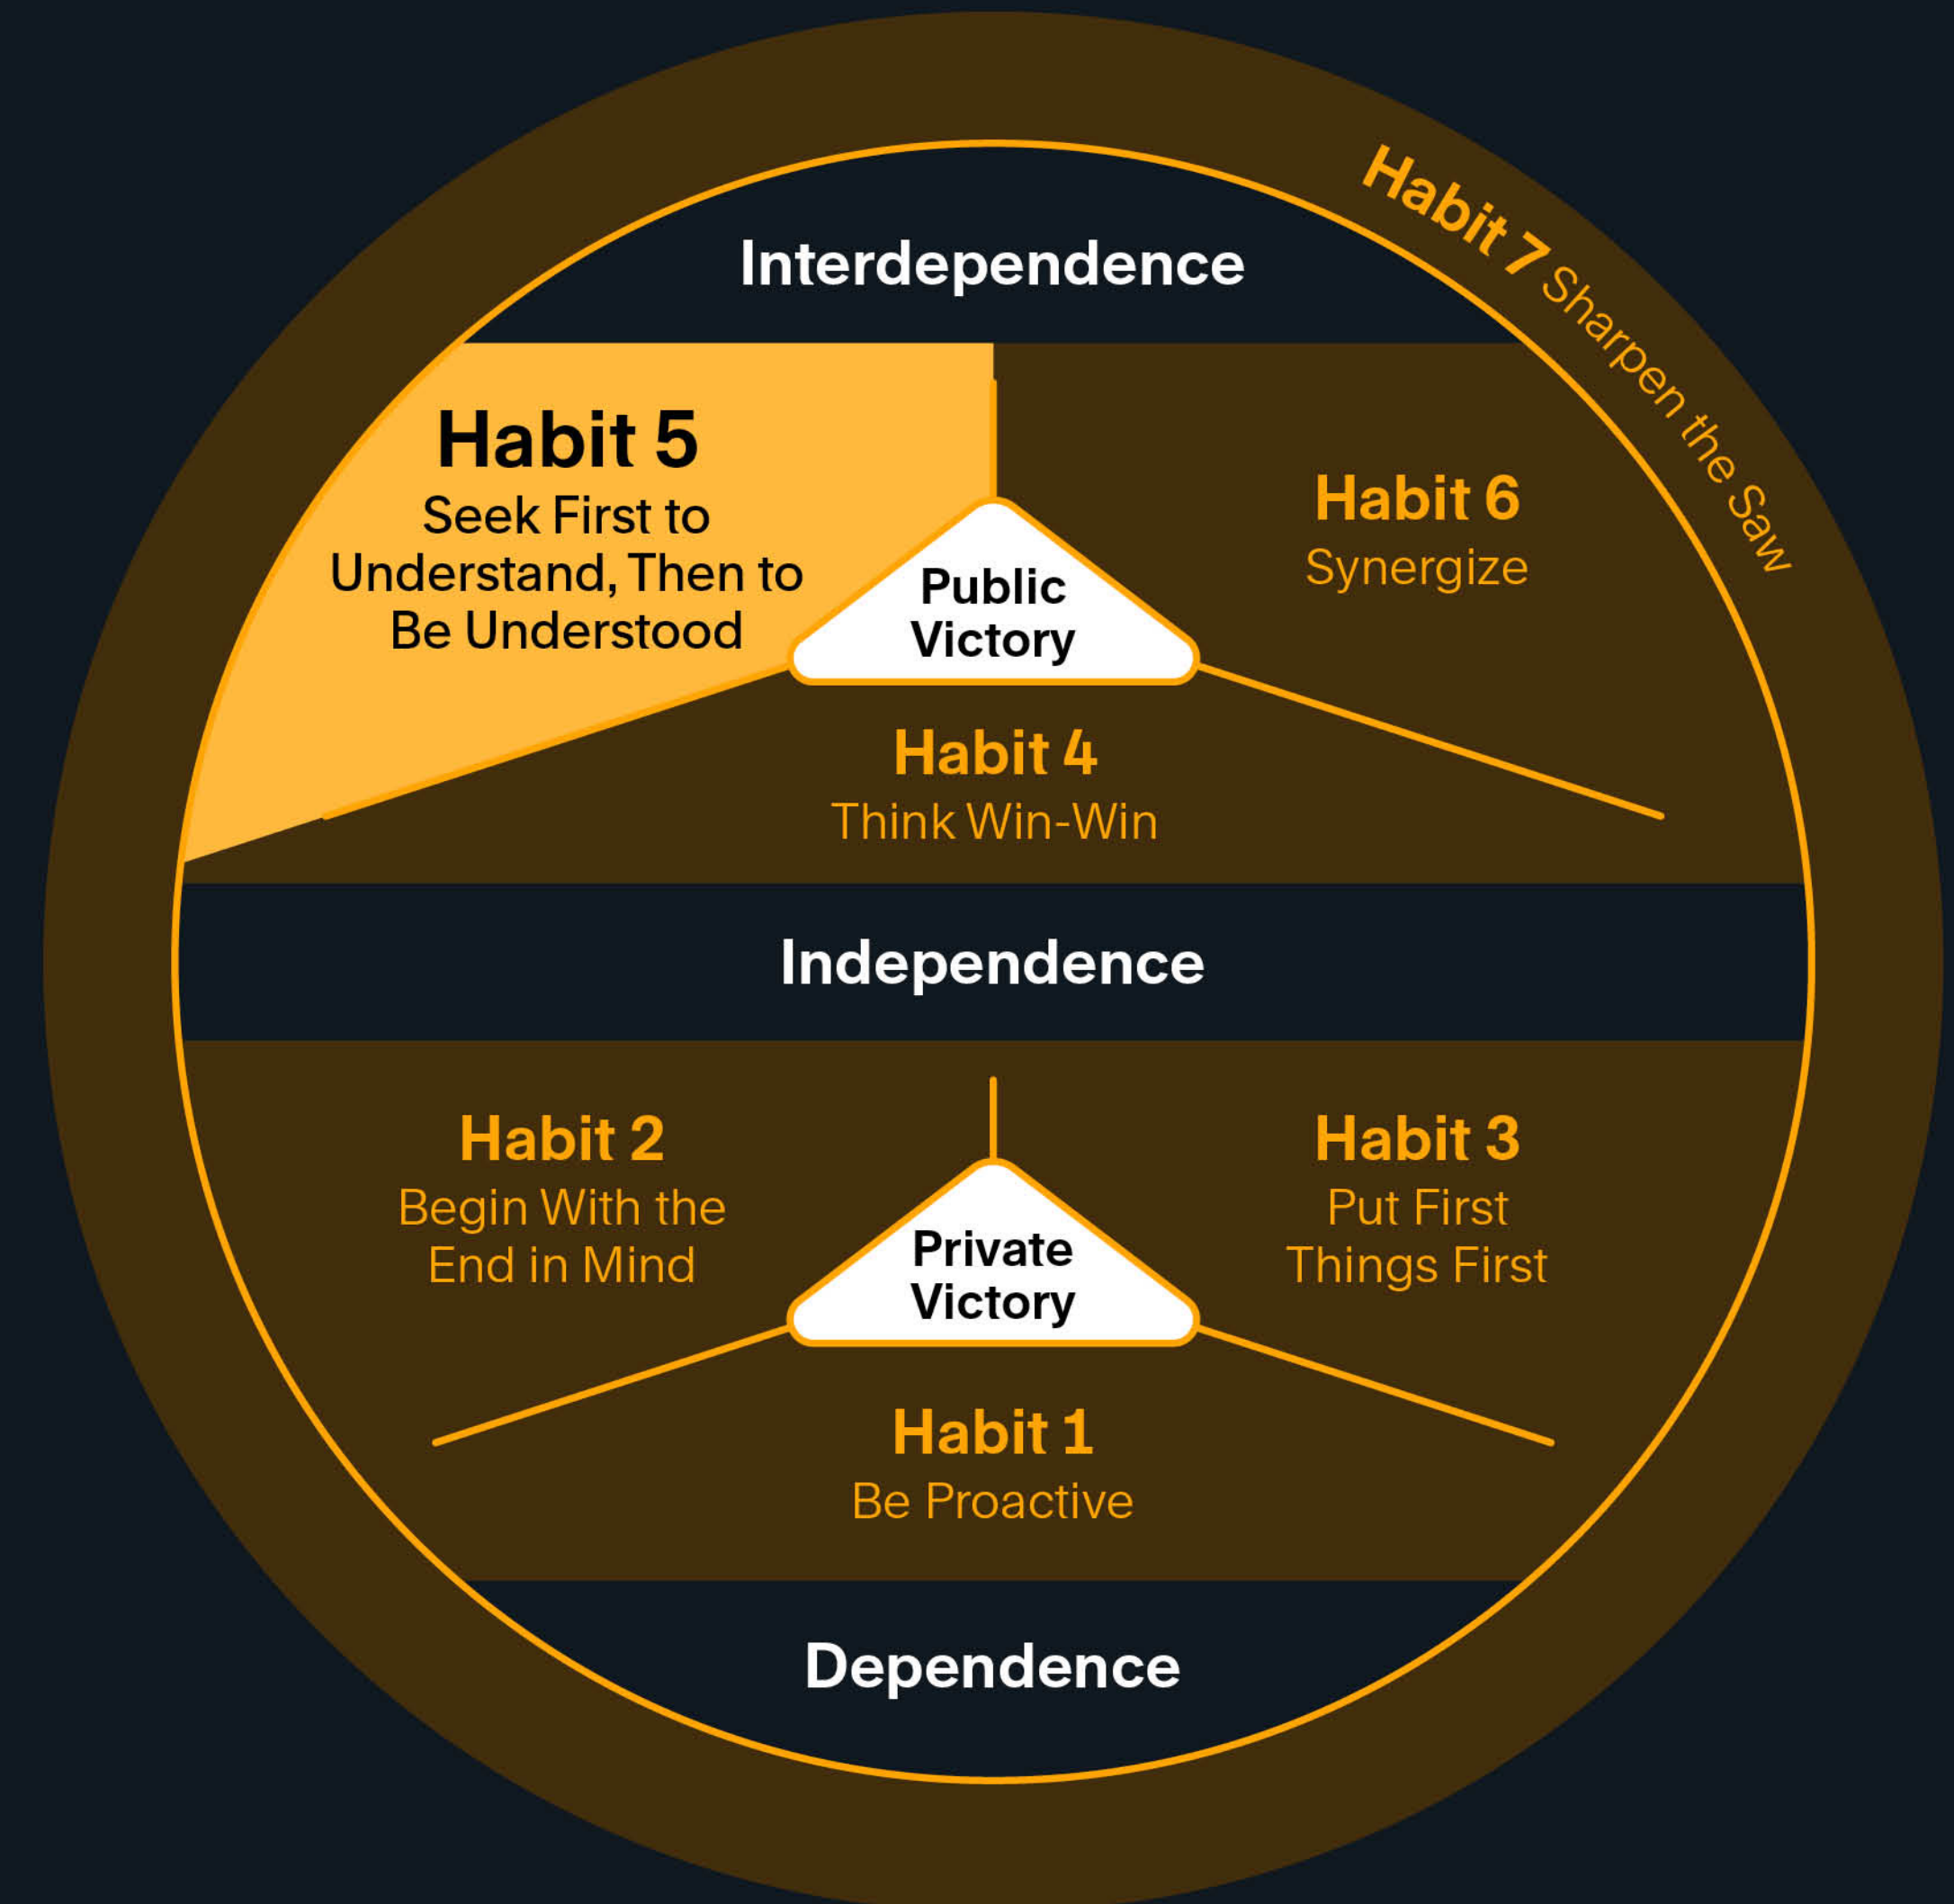 Habit 7 Sharpen the Saw
Interdependence
Habit 5
Seek First to
Understand, Then to
Be Understood
Habit 6
Synergize
Public
Victory
Habit 4
Think Win-Win
Independence
Habit 2
Begin With the
End in Mind
Habit 3
Put First
Things First
Private
Victory
Habit 1
Be Proactive
Dependence